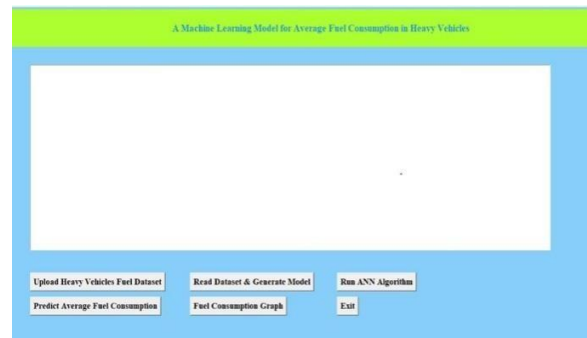 A Machine Learning Model for Average Fuel Consumption in Heavy Vehicles
Upload Heavy Vehicles Fuel Dataset
Read Dataset & Generate Model
Run ANN Algorithm
Predict Average Fuel Consumption
Fuel Consumption Graph
Exit